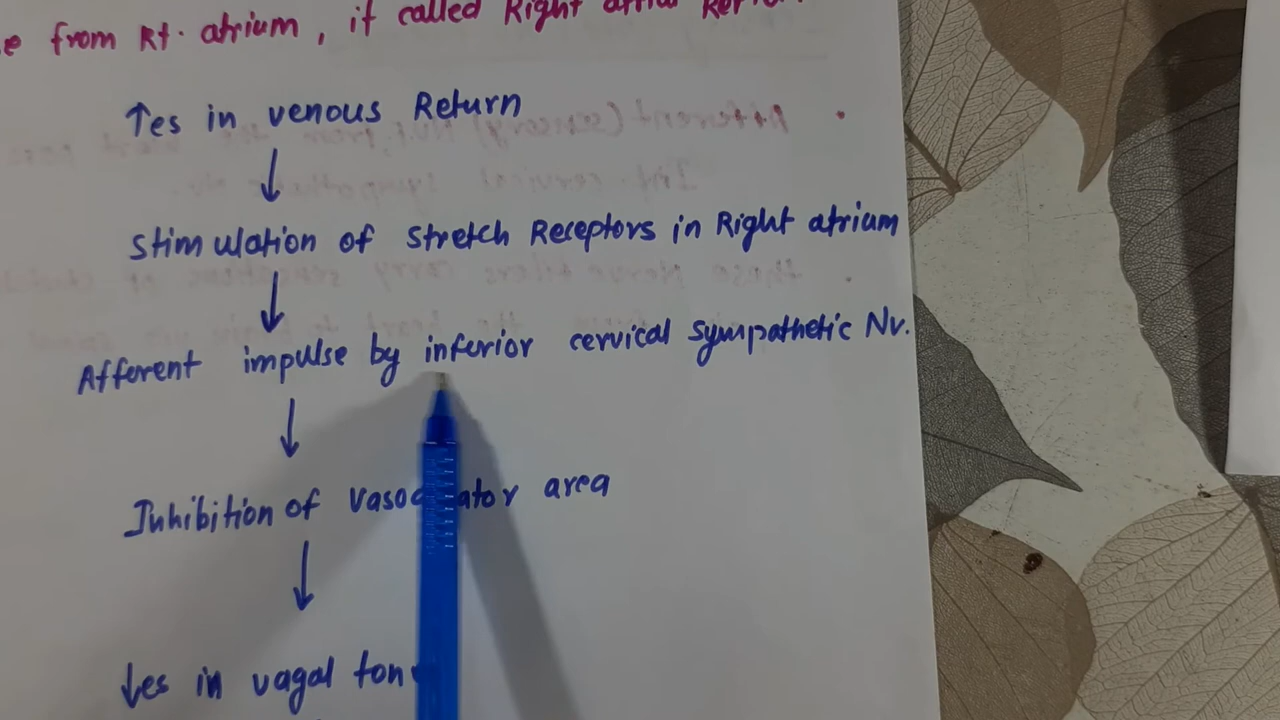 from Rt. atrium, it called Right
↑es in venous Return
↓
Stimulation of stretch Receptors in Right atrium
↓
Afferent impulse by inferior cervical sympathetic Nv.
↓
Inhibition of area
↓
↓es in vagal